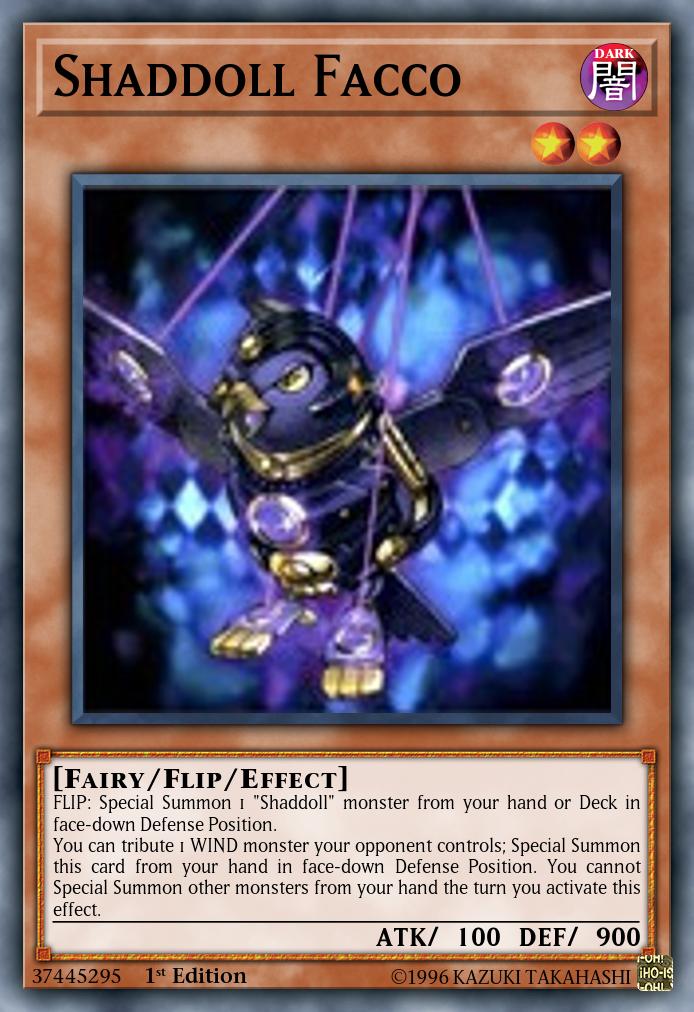 Shaddoll Facco
DARK
闇
[Fairy/Flip/Effect]
FLIP: Special Summon 1 "Shaddoll" monster from your hand or Deck in
face-down Defense Position.
You can tribute 1 WIND monster your opponent controls; Special Summon
this card from your hand in face-down Defense Position. You cannot
Special Summon other monsters from your hand the turn you activate this
effect.
ATK/ 100 DEF/ 900
37445295 1st Edition ©1996 KAZUKI TAKAHASHI